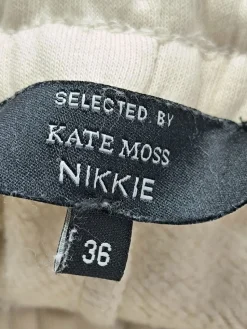 SELECTED BY
KATE MOSS
NIKKIE
36